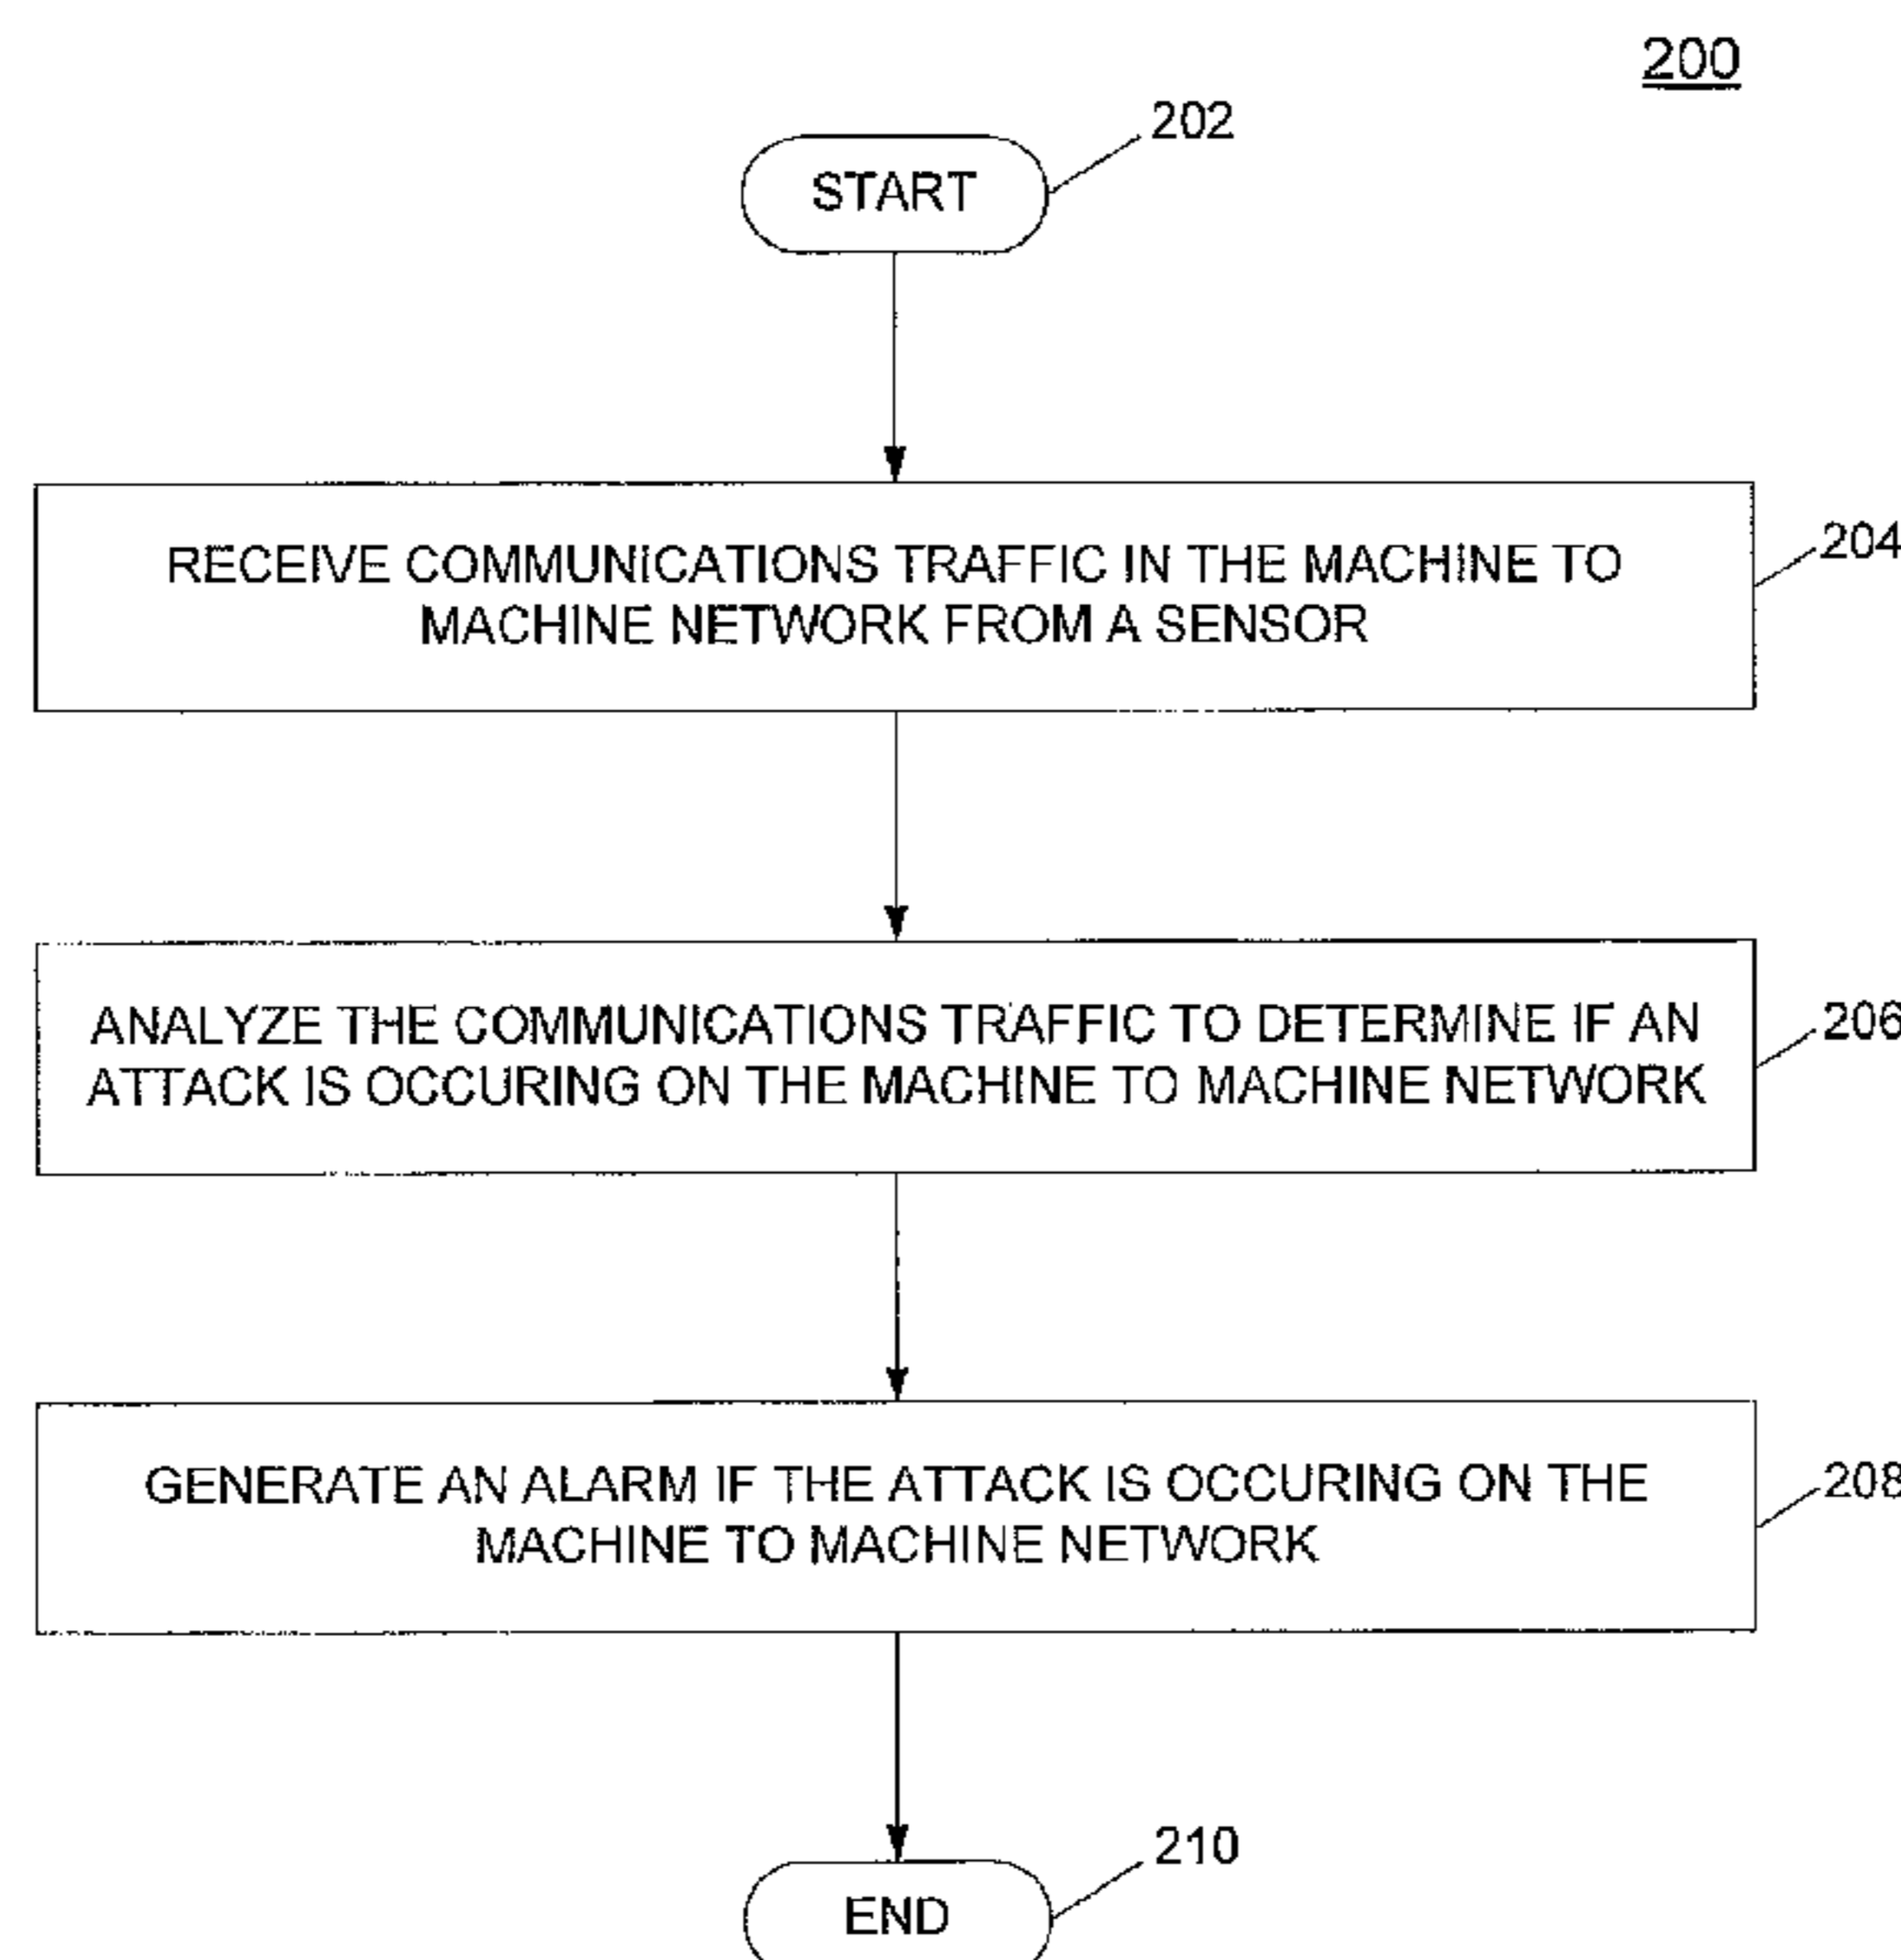 200
202
START
204
RECEIVE COMMUNICATIONS TRAFFIC IN THE MACHINE TO
MACHINE NETWORK FROM A SENSOR
206
ANALYZE THE COMMUNICATIONS TRAFFIC TO DETERMINE IF AN
ATTACK IS OCCURING ON THE MACHINE TO MACHINE NETWORK
208
GENERATE AN ALARM IF THE ATTACK IS OCCURING ON THE
MACHINE TO MACHINE NETWORK
210
END